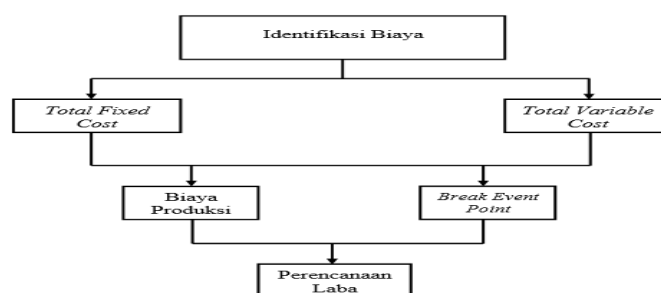 Identifikasi Biaya
Total Fixed
Cost
Total Variable
Cost
Biaya
Produksi
Break Event
Point
Perencanaan
Laba